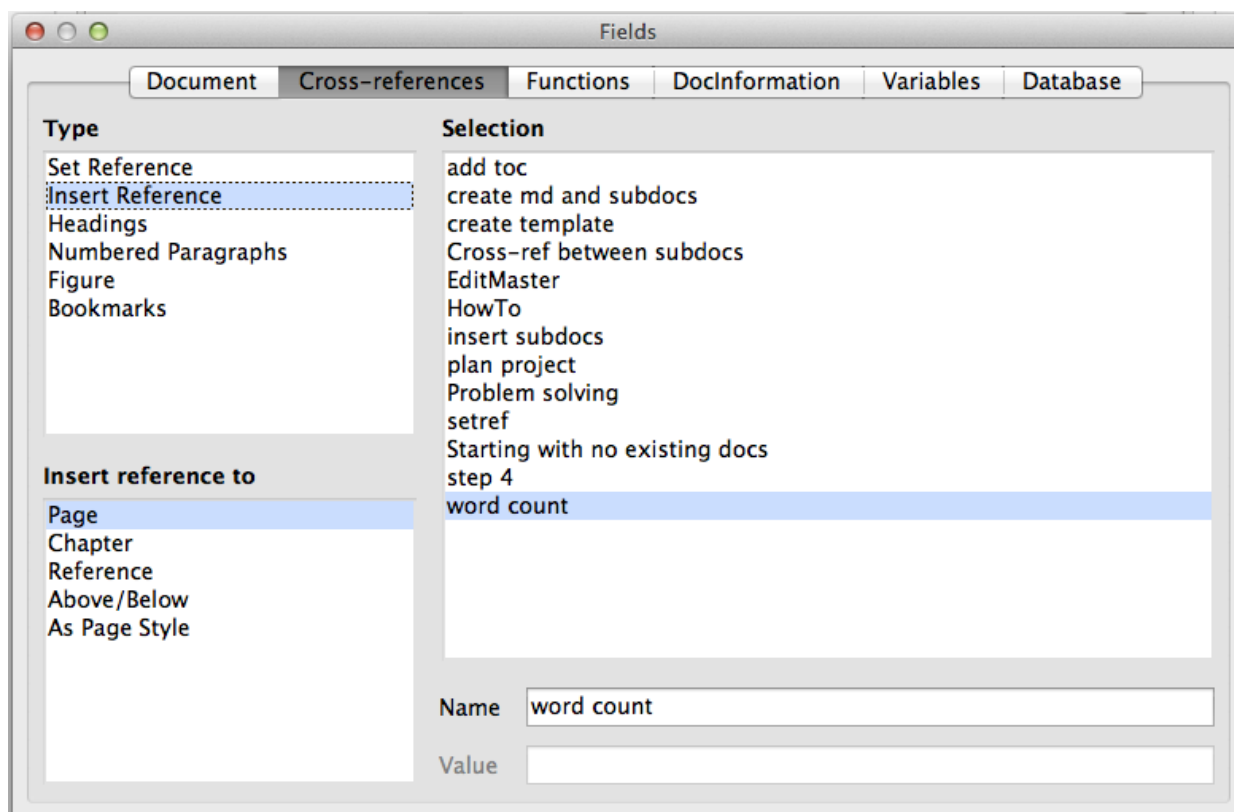 Fields
Document Cross-references Functions DocInformation Variables Database
Type
Set Reference
Insert Reference
Headings
Numbered Paragraphs
Figure
Bookmarks
Insert reference to
Page
Chapter
Reference
Above/Below
As Page Style
Selection
add toc
create md and subdocs
create template
Cross-ref between subdocs
EditMaster
HowTo
insert subdocs
plan project
Problem solving
setref
Starting with no existing docs
step 4
word count
Name word count
Value